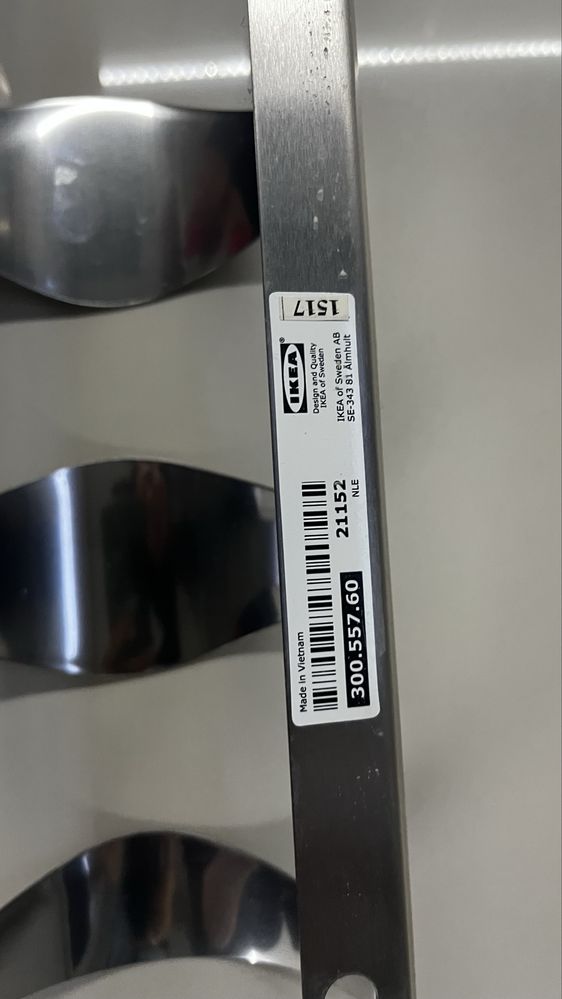 1517
IKEA®
Design and Quality
IKEA of Sweden
IKEA of Sweden AB
SE-343 81 Älmhult
21152
NLE
Made in Vietnam
300.557.60